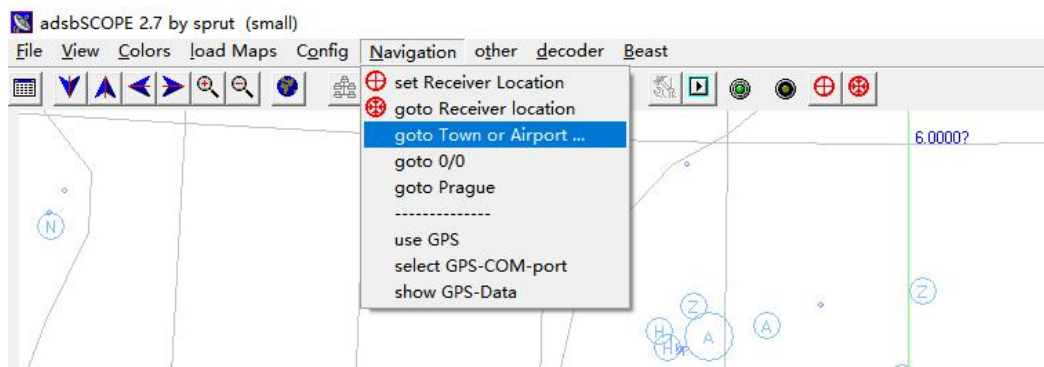 adsbSCOPE 2.7 by sprut (small)
File View Colors load Maps Config Navigation other decoder Beast
set Receiver Location
goto Receiver location
goto Town or Airport ...
6.0000?
goto 0/0
goto Prague
--------------
N
use GPS
select GPS-COM-port
show GPS-Data
Z
Z
H
A
A
H